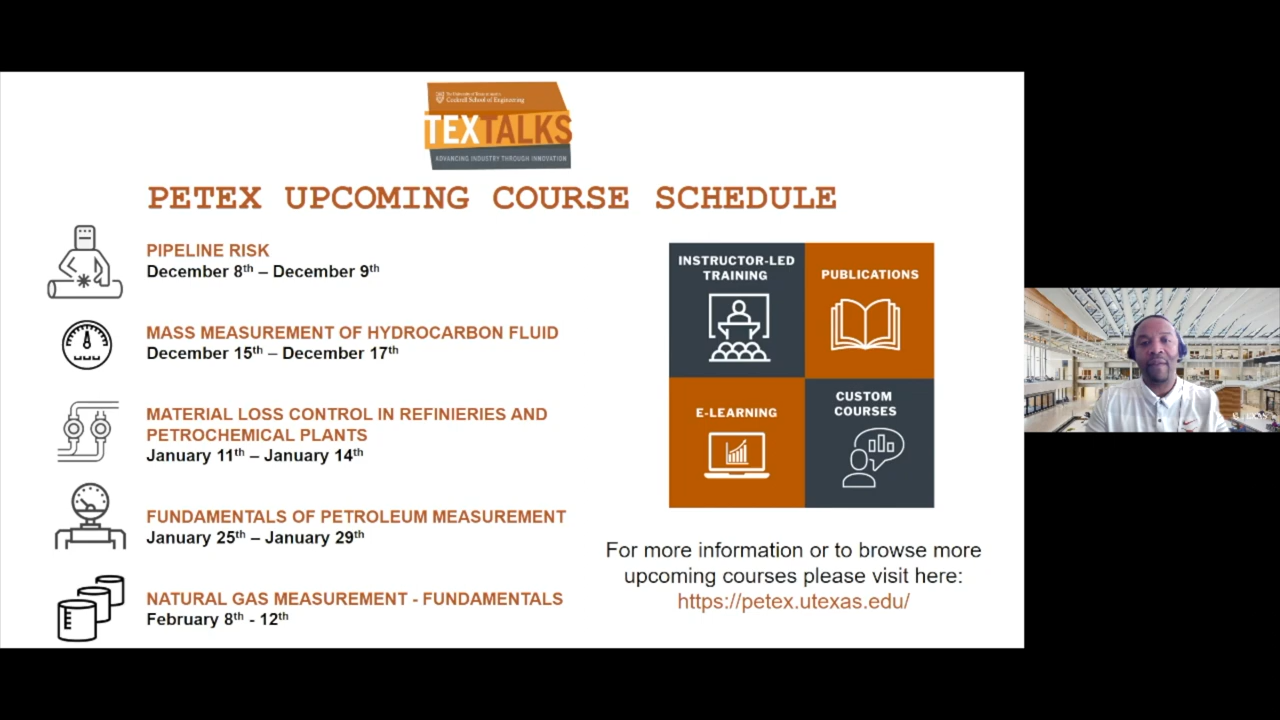 The University of Texas at Austin
Cockrell School of Engineering
TEXTALKS
ADVANCING INDUSTRY THROUGH INNOVATION
PETEX UPCOMING COURSE SCHEDULE
PIPELINE RISK
December 8th – December 9th
MASS MEASUREMENT OF HYDROCARBON FLUID
December 15th – December 17th
MATERIAL LOSS CONTROL IN REFINIERIES AND
PETROCHEMICAL PLANTS
January 11th – January 14th
FUNDAMENTALS OF PETROLEUM MEASUREMENT
January 25th – January 29th
NATURAL GAS MEASUREMENT - FUNDAMENTALS
February 8th - 12th
INSTRUCTOR-LED
TRAINING
PUBLICATIONS
E-LEARNING
CUSTOM
COURSES
For more information or to browse more
upcoming courses please visit here:
https://petex.utexas.edu/